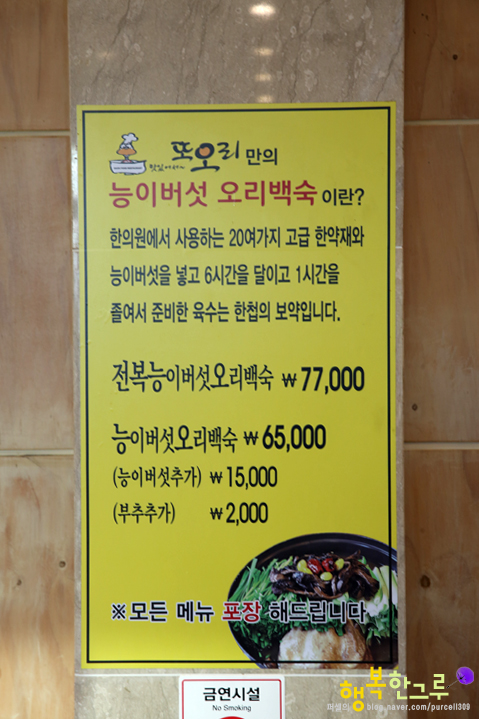 또오리만의
능이버섯 오리백숙이란?
한의원에서 사용하는 20여가지 고급 한약재와
능이버섯을 넣고 6시간을 달이고 1시간을
졸여서 준비한 육수는 한첩의 보약입니다.
전복능이버섯오리백숙 ₩77,000
능이버섯오리백숙 ₩65,000
(능이버섯추가) ₩15,000
(부추추가) ₩2,000
※모든 메뉴 포장 해드립니다
금연시설
No Smoking
퍼셀의 행복한그루
blog.naver.com/purcell309